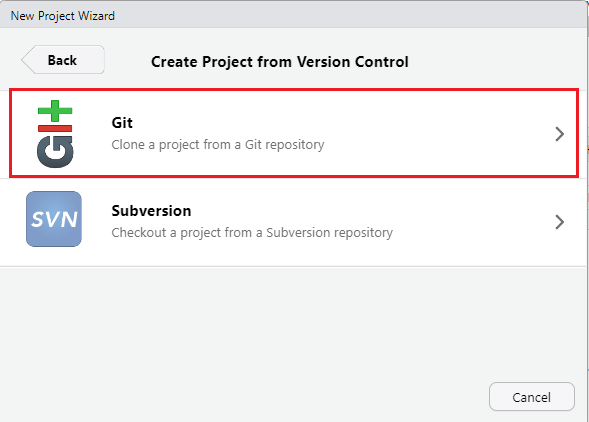 New Project Wizard
Back
Create Project from Version Control
Git
Git
Clone a project from a Git repository
SVN
Subversion
Checkout a project from a Subversion repository
Cancel